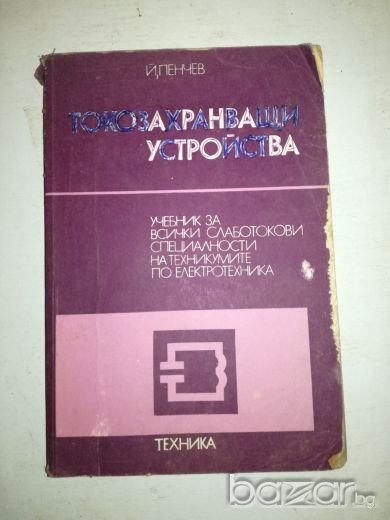 Й. ПЕНЧЕВ
ТОКОЗАХРАНВАЩИ
УСТРОЙСТВА
УЧЕБНИК ЗА
ВСИЧКИ СЛАБОТОКОВИ
СПЕЦИАЛНОСТИ
НА ТЕХНИКУМИТЕ
ПО ЕЛЕКТРОТЕХНИКА
ТЕХНИКА
bazar.bg